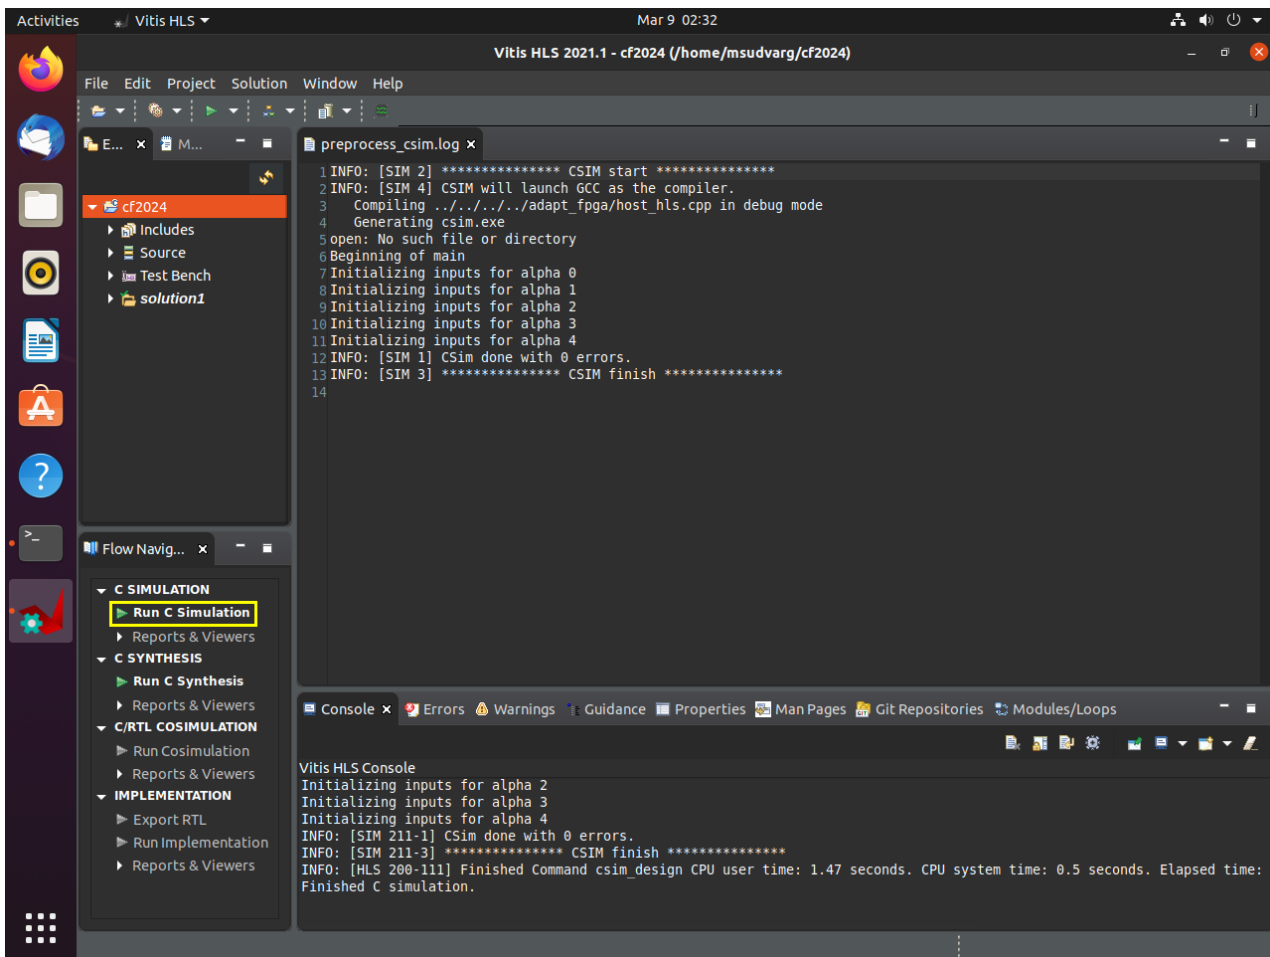 Activities
Vitis HLS
Mar 9 02:32
Vitis HLS 2021.1 - cf2024 (/home/msudvarg/cf2024)
File Edit Project Solution Window Help
E...
M...
cf2024
Includes
Source
Test Bench
solution1
preprocess_csim.log
1 INFO: [SIM 2] *************** CSIM start ***************
2 INFO: [SIM 4] CSIM will launch GCC as the compiler.
3 Compiling ../../../../adapt_fpga/host_hls.cpp in debug mode
4 Generating csim.exe
5 open: No such file or directory
6 Beginning of main
7 Initializing inputs for alpha 0
8 Initializing inputs for alpha 1
9 Initializing inputs for alpha 2
10 Initializing inputs for alpha 3
11 Initializing inputs for alpha 4
12 INFO: [SIM 1] CSim done with 0 errors.
13 INFO: [SIM 3] *************** CSIM finish ***************
14
Flow Navig...
C SIMULATION
Run C Simulation
Reports & Viewers
C SYNTHESIS
Run C Synthesis
Reports & Viewers
C/RTL COSIMULATION
Run Cosimulation
Reports & Viewers
IMPLEMENTATION
Export RTL
Run Implementation
Reports & Viewers
Console Errors Warnings Guidance Properties Man Pages Git Repositories Modules/Loops
Vitis HLS Console
Initializing inputs for alpha 2
Initializing inputs for alpha 3
Initializing inputs for alpha 4
INFO: [SIM 211-1] CSim done with 0 errors.
INFO: [SIM 211-3] *************** CSIM finish ***************
INFO: [HLS 200-111] Finished Command csim_design CPU user time: 1.47 seconds. CPU system time: 0.5 seconds. Elapsed time:
Finished C simulation.